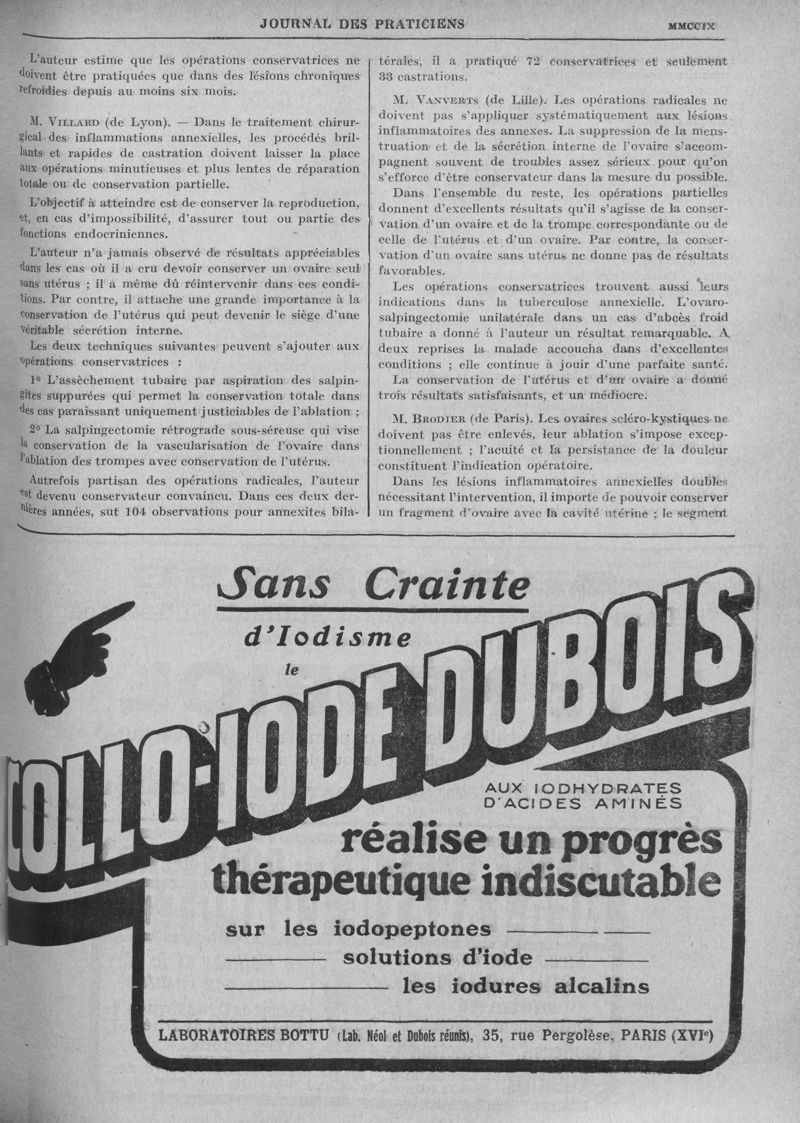 JOURNAL DES PRATICIENS
MMCCIX
L'auteur estime que les opérations conservatrices ne
doivent être pratiquées que dans des lésions chroniques
refroidies depuis au moins six mois.
M. VILLARD (de Lyon). — Dans le traitement chirur-
gical des inflammations annexielles, les procédés bril-
lants et rapides de castration doivent laisser la place
aux opérations minutieuses et plus lentes de réparation
totale ou de conservation partielle.
L'objectif à atteindre est de conserver la reproduction,
et, en cas d'impossibilité, d'assurer tout ou partie des
fonctions endocriniennes.
L'auteur n'a jamais observé de résultats appréciables
dans les cas où il a cru devoir conserver un ovaire seul
sans utérus ; il a même dû réintervenir dans ces condi-
tions. Par contre, il attache une grande importance à la
conservation de l'utérus qui peut devenir le siège d'une
véritable sécrétion interne.
Les deux techniques suivantes peuvent s'ajouter aux
opérations conservatrices :
1º L'assèchement tubaire par aspiration des salpin-
gites suppurées qui permet la conservation totale dans
des cas paraissant uniquement justiciables de l'ablation ;
2º La salpingectomie rétrograde sous-séreuse qui vise
la conservation de la vascularisation de l'ovaire dans
l'ablation des trompes avec conservation de l'utérus.
Autrefois partisan des opérations radicales, l'auteur
est devenu conservateur convaincu. Dans ces deux der-
nières années, sut 104 observations pour annexites bila-
térales, il a pratiqué 72 conservatrices et seulement
33 castrations.
M. VANVERTS (de Lille). Les opérations radicales ne
doivent pas s'appliquer systématiquement aux lésions
inflammatoires des annexes. La suppression de la mens-
truation et de la sécrétion interne de l'ovaire s'accom-
pagnent souvent de troubles assez sérieux pour qu'on
s'efforce d'être conservateur dans la mesure du possible.
Dans l'ensemble du reste, les opérations partielles
donnent d'excellents résultats qu'il s'agisse de la conser-
vation d'un ovaire et de la trompe correspondante ou de
celle de l'utérus et d'un ovaire. Par contre, la conser-
vation d'un ovaire sans utérus ne donne pas de résultats
favorables.
Les opérations conservatrices trouvent aussi leurs
indications dans la tuberculose annexielle. L'ovaro-
salpingectomie unilatérale dans un cas d'abcès froid
tubaire a donné à l'auteur un résultat remarquable. A
deux reprises la malade accoucha dans d'excellentes
conditions ; elle continue à jouir d'une parfaite santé.
La conservation de l'utérus et d'un ovaire a donné
trois résultats satisfaisants, et un médiocre.
M. BRODIER (de Paris). Les ovaires scléro-kystiques ne
doivent pas être enlevés, leur ablation s'impose excep-
tionnellement ; l'acuité et la persistance de la douleur
constituent l'indication opératoire.
Dans les lésions inflammatoires annexielles doubles
nécessitant l'intervention, il importe de pouvoir conserver
un fragment d'ovaire avec la cavité utérine ; le segment
Sans Crainte
d'Iodisme
le
COLLO-IODE DUBOIS
AUX IODHYDRATES
D'ACIDES AMINÉS
réalise un progrès
thérapeutique indiscutable
sur les iodopeptones
solutions d'iode
les iodures alcalins
LABORATOIRES BOTTU (Lab. Néol et Dubois réunis), 35, rue Pergolèse, PARIS (XVIe)